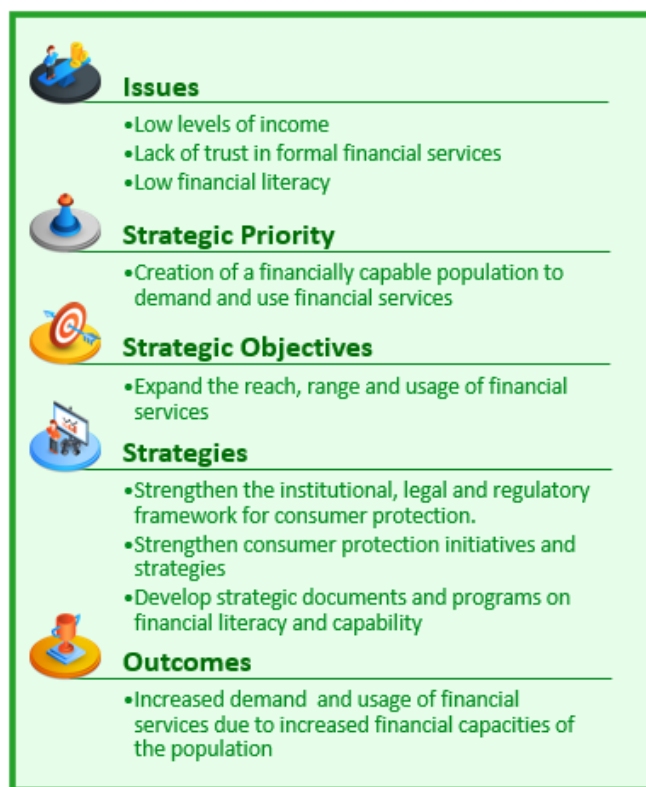 Issues
•Low levels of income
•Lack of trust in formal financial services
•Low financial literacy
Strategic Priority
•Creation of a financially capable population to
demand and use financial services
Strategic Objectives
•Expand the reach, range and usage of financial
services
Strategies
•Strengthen the institutional, legal and regulatory
framework for consumer protection.
•Strengthen consumer protection initiatives and
strategies
•Develop strategic documents and programs on
financial literacy and capability
Outcomes
•Increased demand  and usage of financial
services due to increased financial capacities of
the population